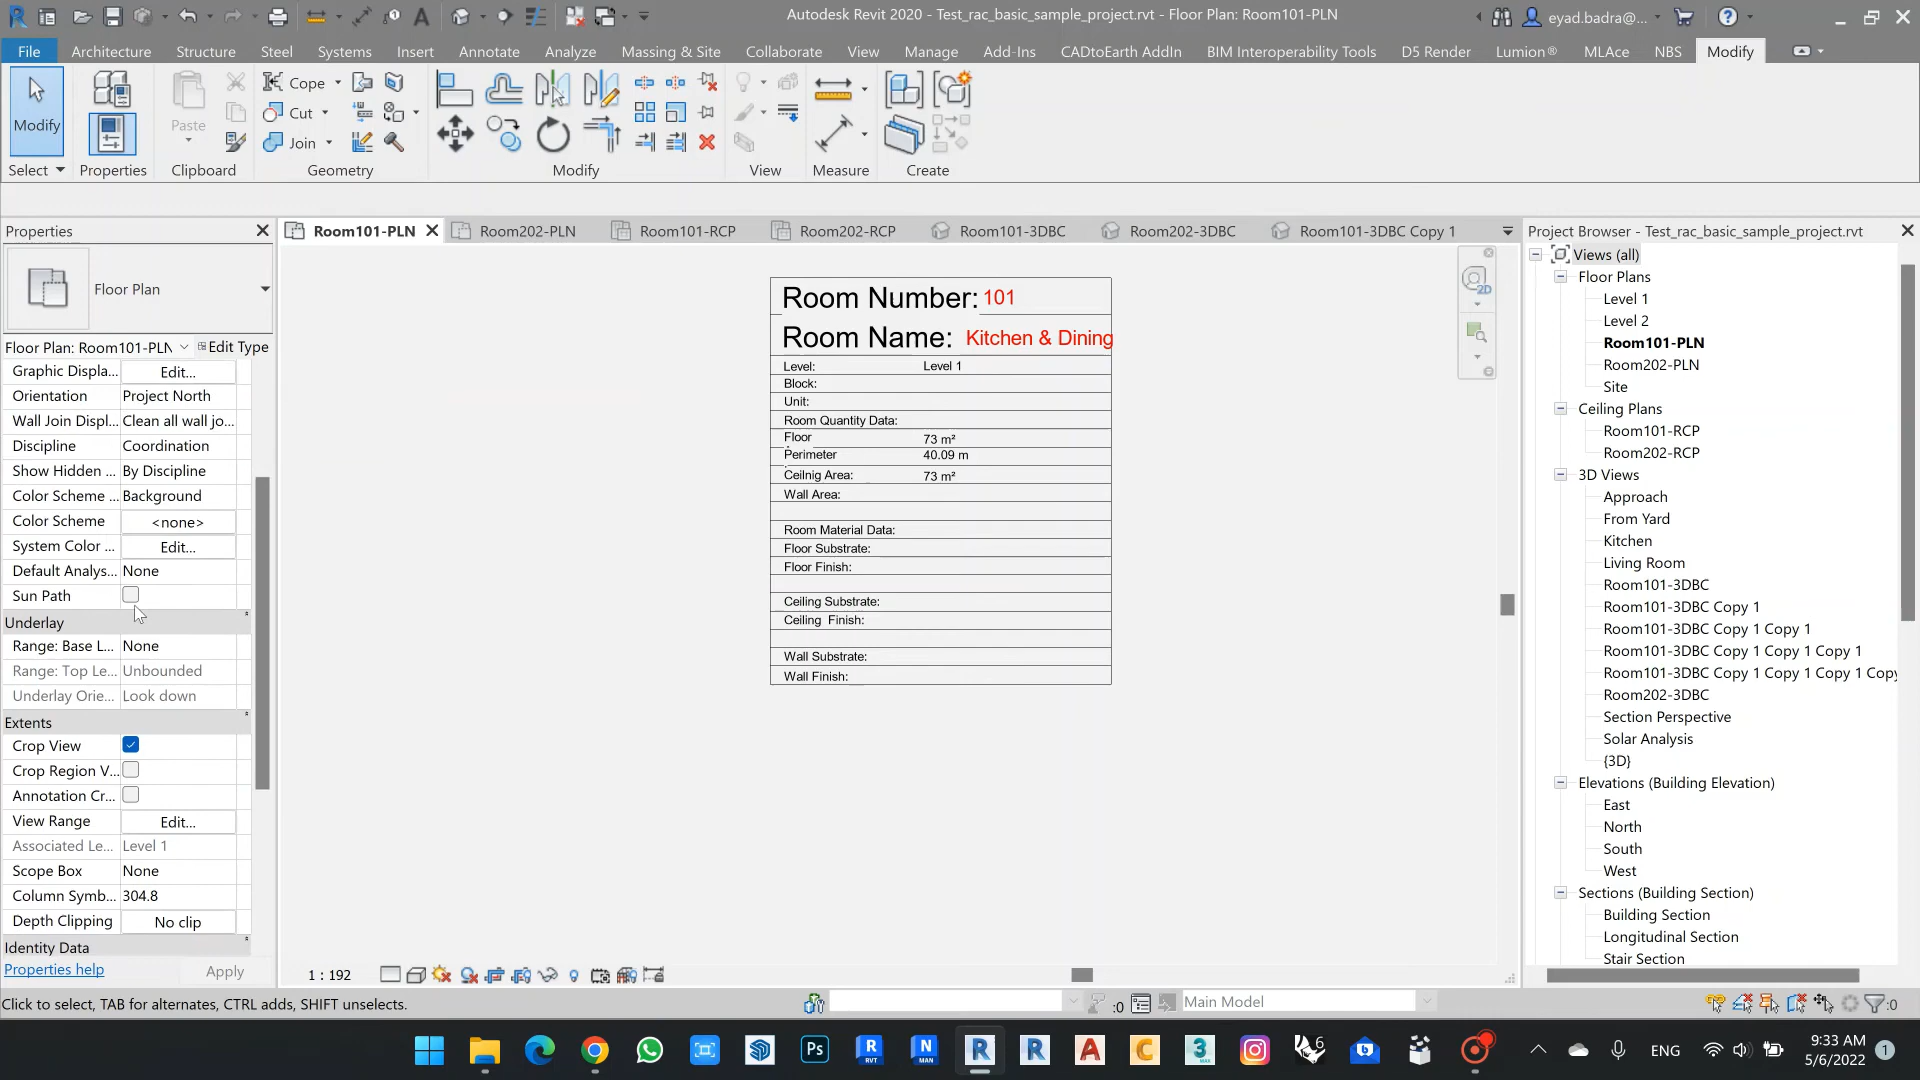 Autodesk Revit 2020 - Test_rac_basic_sample_project.rvt - Floor Plan: Room101-PLN
eyad.badra@...
File Architecture Structure Steel Systems Insert Annotate Analyze Massing & Site Collaborate View Manage Add-Ins CADtoEarth AddIn BIM Interoperability Tools D5 Render Lumion® MLAce NBS Modify
Modify
Paste
Cope
Cut
Join
Select Properties Clipboard Geometry Modify View Measure Create
Properties
Floor Plan
Floor Plan: Room101-PLN
Edit Type
Graphic Displa... Edit...
Orientation Project North
Wall Join Displ... Clean all wall jo...
Discipline Coordination
Show Hidden ... By Discipline
Color Scheme ... Background
Color Scheme <none>
System Color ... Edit...
Default Analys... None
Sun Path
Underlay
Range: Base L... None
Range: Top Le... Unbounded
Underlay Orie... Look down
Extents
Crop View
Crop Region V...
Annotation Cr...
View Range Edit...
Associated Le... Level 1
Scope Box None
Column Symb... 304.8
Depth Clipping No clip
Identity Data
Properties help Apply
Room101-PLN Room202-PLN Room101-RCP Room202-RCP Room101-3DBC Room202-3DBC Room101-3DBC Copy 1
Room Number: 101
Room Name: Kitchen & Dining
Level: Level 1
Block:
Unit:
Room Quantity Data:
Floor 73 m²
Perimeter 40.09 m
Ceilnig Area: 73 m²
Wall Area:
Room Material Data:
Floor Substrate:
Floor Finish:
Ceiling Substrate:
Ceiling Finish:
Wall Substrate:
Wall Finish:
2D
1 : 192
Project Browser - Test_rac_basic_sample_project.rvt
Views (all)
Floor Plans
Level 1
Level 2
Room101-PLN
Room202-PLN
Site
Ceiling Plans
Room101-RCP
Room202-RCP
3D Views
Approach
From Yard
Kitchen
Living Room
Room101-3DBC
Room101-3DBC Copy 1
Room101-3DBC Copy 1 Copy 1
Room101-3DBC Copy 1 Copy 1 Copy 1
Room101-3DBC Copy 1 Copy 1 Copy 1 Copy
Room202-3DBC
Section Perspective
Solar Analysis
{3D}
Elevations (Building Elevation)
East
North
South
West
Sections (Building Section)
Building Section
Longitudinal Section
Stair Section
Click to select, TAB for alternates, CTRL adds, SHIFT unselects.
:0
Main Model
:0
Ps
RVT
MAN
ENG
9:33 AM
5/6/2022
1